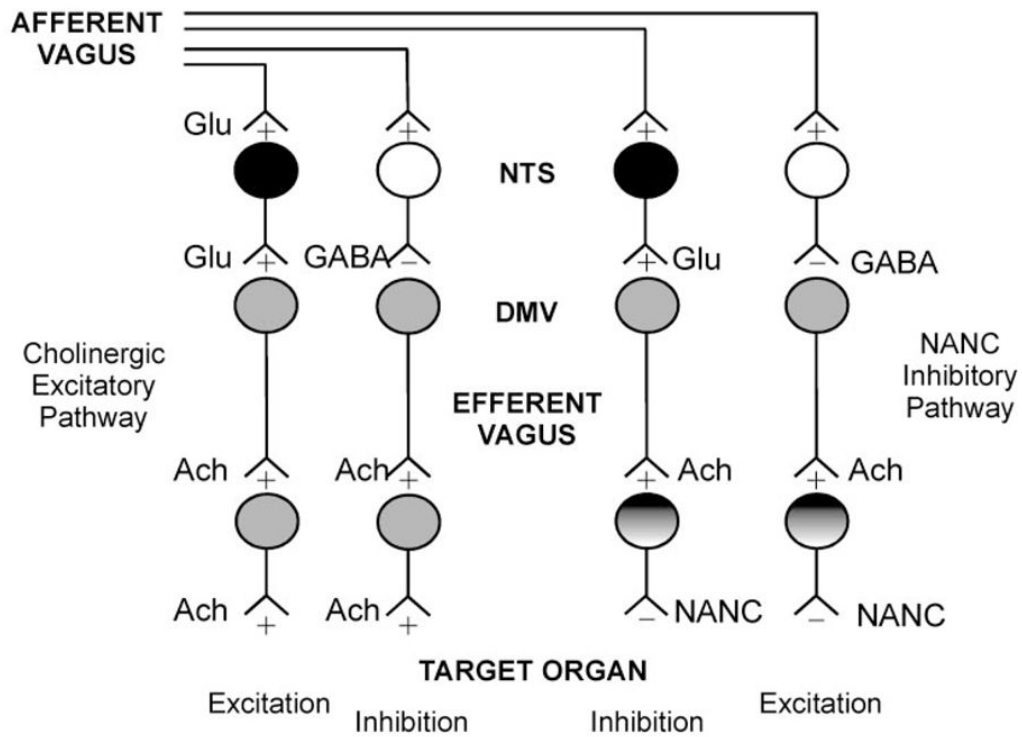 AFFERENT
VAGUS
Glu + + + +
NTS
Glu + GABA – + Glu – GABA
DMV
Cholinergic
Excitatory
Pathway
NANC
Inhibitory
Pathway
EFFERENT
VAGUS
Ach + Ach + + Ach + Ach
Ach + Ach + – NANC – NANC
TARGET ORGAN
Excitation Inhibition Inhibition Excitation